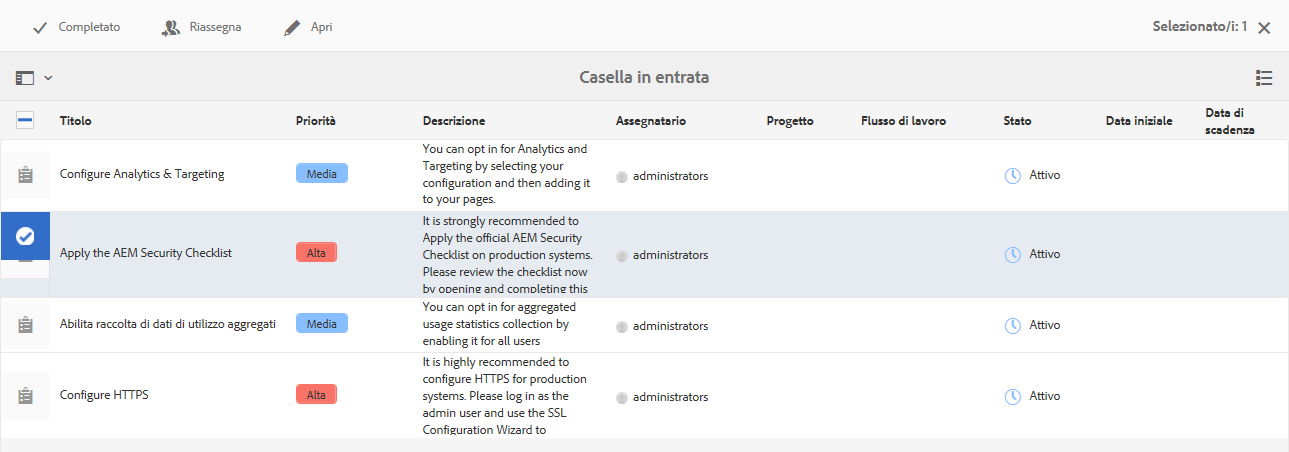 Completato
Riassegna
Apri
Selezionato/i: 1
Casella in entrata
Titolo
Priorità
Descrizione
Assegnatario
Progetto
Flusso di lavoro
Stato
Data iniziale
Data di
scadenza
Configure Analytics & Targeting
Media
You can opt in for Analytics and
Targeting by selecting your
configuration and then adding it
to your pages.
administrators
Attivo
Apply the AEM Security Checklist
Alta
It is strongly recommended to
Apply the official AEM Security
Checklist on production systems.
Please review the checklist now
by opening and completing this
administrators
Attivo
Abilita raccolta di dati di utilizzo aggregati
Media
You can opt in for aggregated
usage statistics collection by
enabling it for all users
administrators
Attivo
Configure HTTPS
Alta
It is highly recommended to
configure HTTPS for production
systems. Please log in as the
admin user and use the SSL
Configuration Wizard to
administrators
Attivo